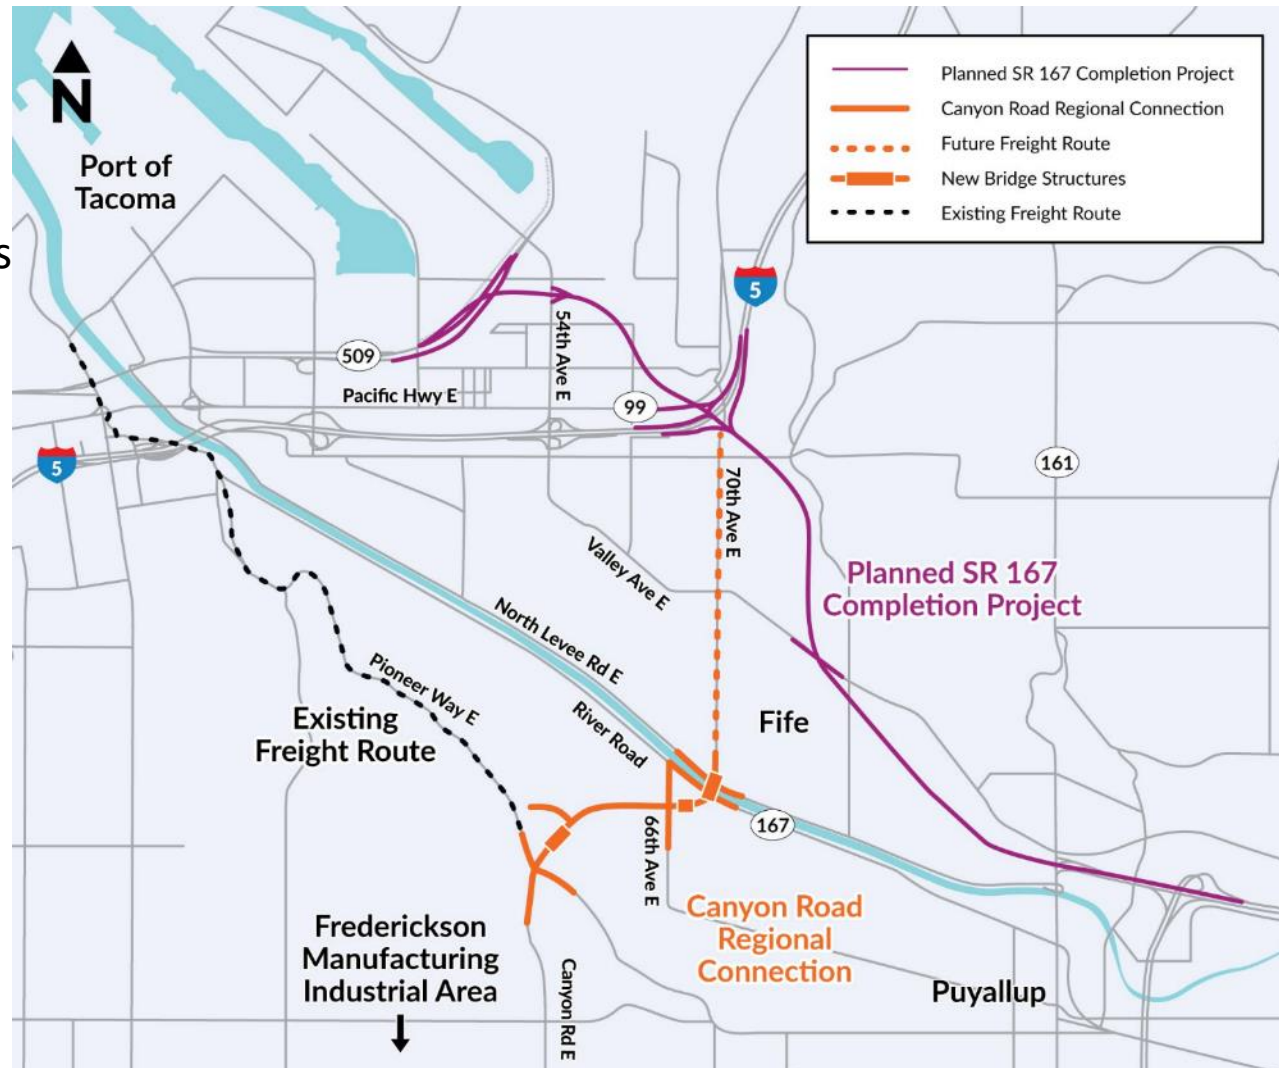 N
Port of
Tacoma
s
Planned SR 167 Completion Project
Canyon Road Regional Connection
Future Freight Route
New Bridge Structures
Existing Freight Route
5
54th Ave E
509
Pacific Hwy E
99
5
161
70th Ave E
Valley Ave E
Planned SR 167
Completion Project
North Levee Rd E
Pioneer Way E
River Road
Existing
Freight Route
Fife
167
66th Ave E
Canyon Road
Regional
Connection
Frederickson
Manufacturing
Industrial Area
Canyon Rd E
Puyallup